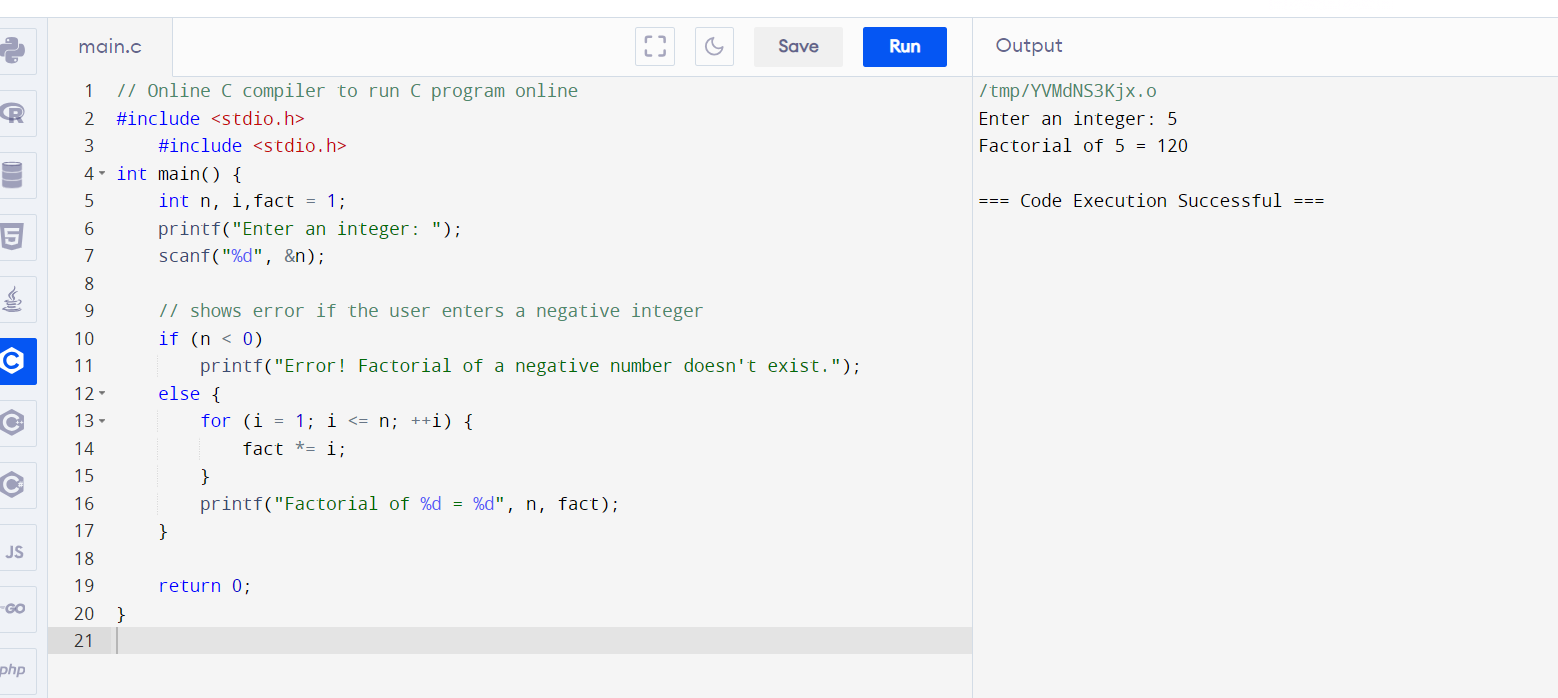 main.c
Save
Run
Output
1 // Online C compiler to run C program online
2 #include <stdio.h>
3     #include <stdio.h>
4 int main() {
5     int n, i,fact = 1;
6     printf("Enter an integer: ");
7     scanf("%d", &n);
8
9     // shows error if the user enters a negative integer
10     if (n < 0)
11         printf("Error! Factorial of a negative number doesn't exist.");
12     else {
13         for (i = 1; i <= n; ++i) {
14             fact *= i;
15         }
16         printf("Factorial of %d = %d", n, fact);
17     }
18
19     return 0;
20 }
21
/tmp/YVMdNS3Kjx.o
Enter an integer: 5
Factorial of 5 = 120
=== Code Execution Successful ===
R
5
C
C
C
JS
GO
php